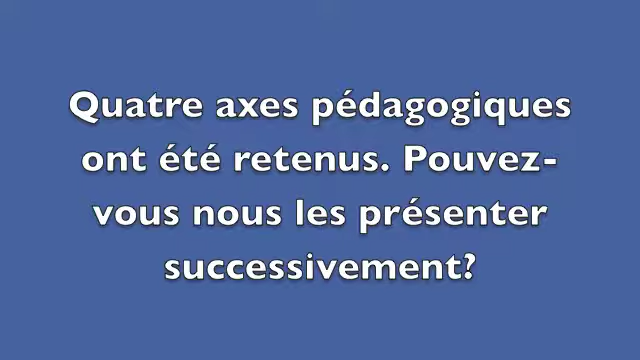 Quatre axes pédagogiques
ont été retenus. Pouvez-
vous nous les présenter
successivement?